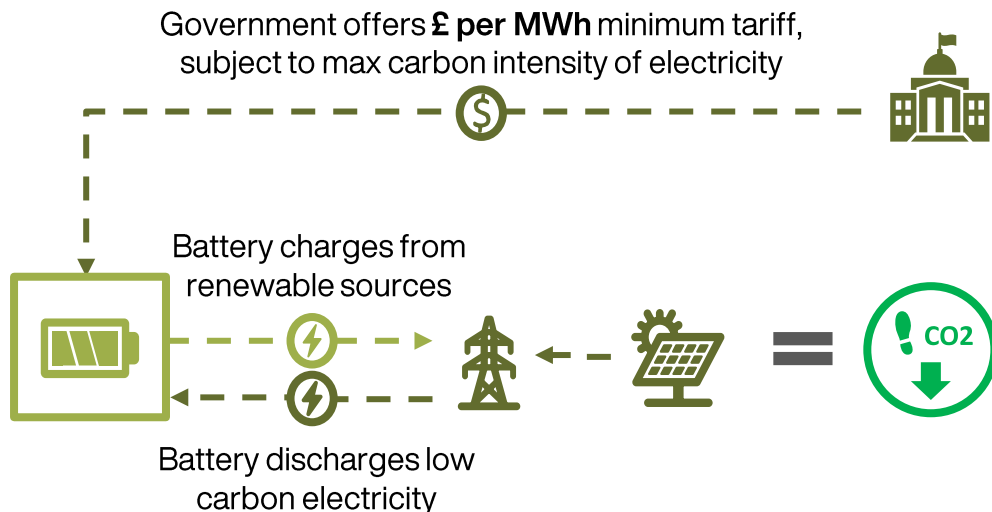 Government offers £ per MWh minimum tariff,
subject to max carbon intensity of electricity
$
Battery charges from
renewable sources
CO2
Battery discharges low
carbon electricity